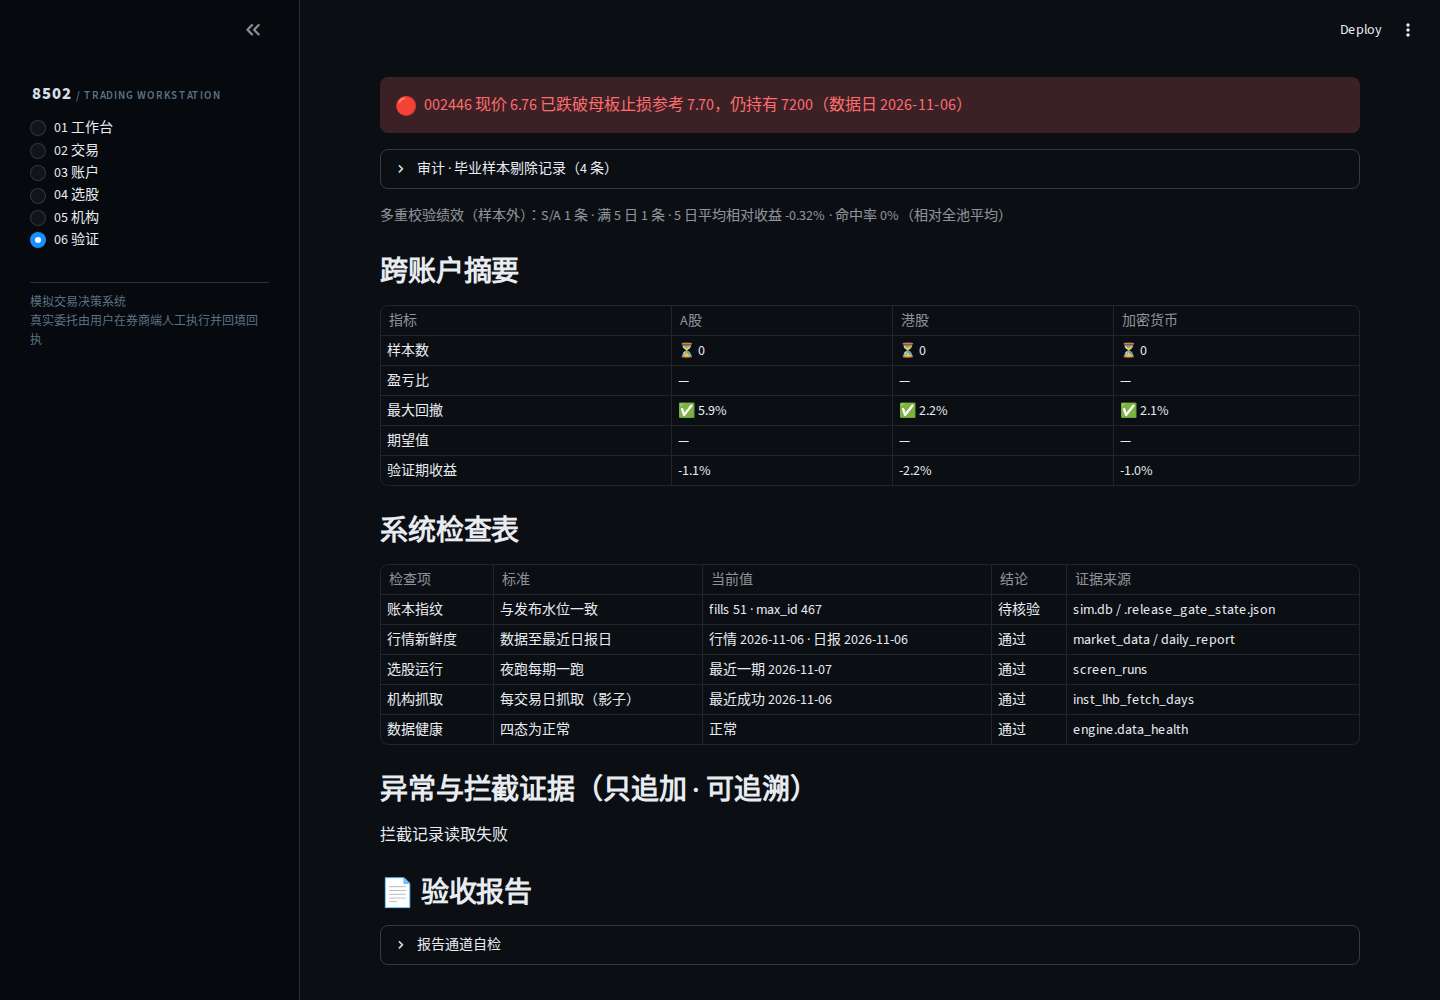 Deploy
8502 / TRADING WORKSTATION
01 工作台
02 交易
03 账户
04 选股
05 机构
06 验证
模拟交易决策系统
真实委托由用户在券商端人工执行并回填回
执
002446 现价 6.76 已跌破母板止损参考 7.70，仍持有 7200（数据日 2026-11-06）
审计 · 毕业样本剔除记录（4 条）
多重校验绩效（样本外）：S/A 1 条 · 满 5 日 1 条 · 5 日平均相对收益 -0.32% · 命中率 0%（相对全池平均）
跨账户摘要
指标 A股 港股 加密货币
样本数 ⏳ 0 ⏳ 0 ⏳ 0
盈亏比 — — —
最大回撤 ✅ 5.9% ✅ 2.2% ✅ 2.1%
期望值 — — —
验证期收益 -1.1% -2.2% -1.0%
系统检查表
检查项 标准 当前值 结论 证据来源
账本指纹 与发布水位一致 fills 51 · max_id 467 待核验 sim.db / .release_gate_state.json
行情新鲜度 数据至最近日报日 行情 2026-11-06 · 日报 2026-11-06 通过 market_data / daily_report
选股运行 夜跑每期一跑 最近一期 2026-11-07 通过 screen_runs
机构抓取 每交易日抓取（影子） 最近成功 2026-11-06 通过 inst_lhb_fetch_days
数据健康 四态为正常 正常 通过 engine.data_health
异常与拦截证据（只追加 · 可追溯）
拦截记录读取失败
📄 验收报告
报告通道自检